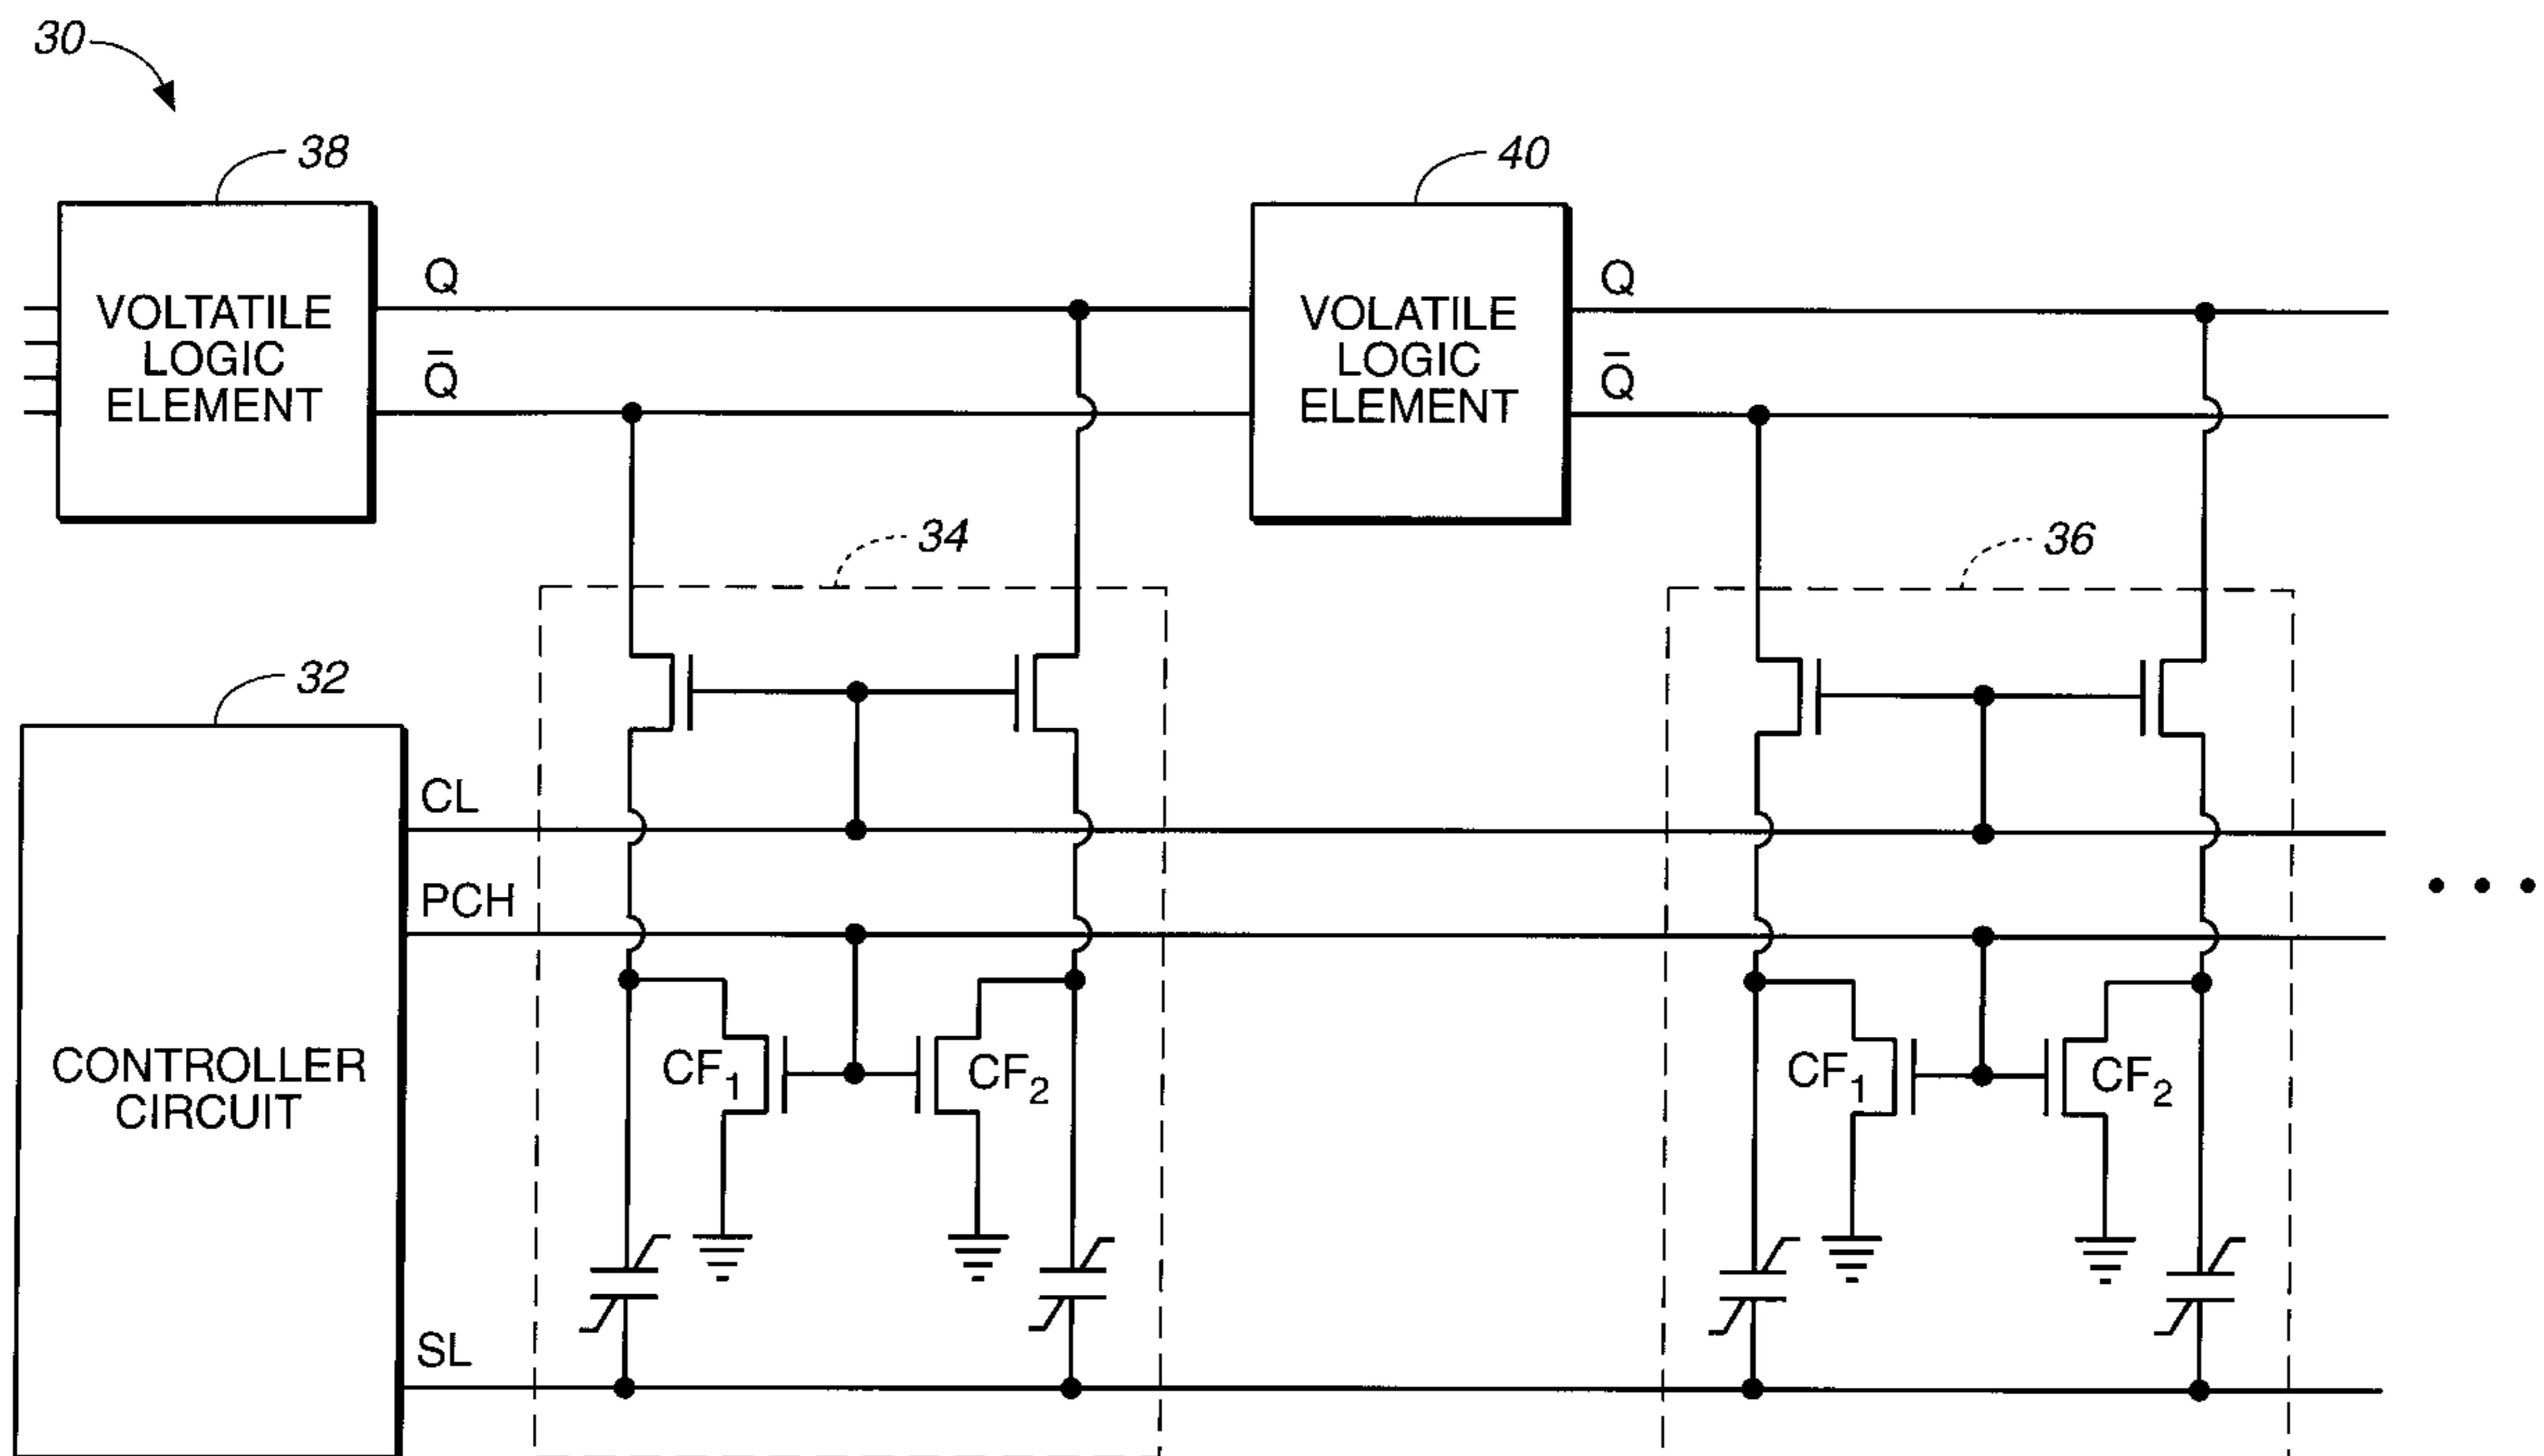 30
38
40
Q
Q
VOLTATILE
LOGIC
ELEMENT
VOLATILE
LOGIC
ELEMENT
Q̅
Q̅
34
36
32
CL
PCH
CONTROLLER
CIRCUIT
CF₁
CF₂
CF₁
CF₂
SL